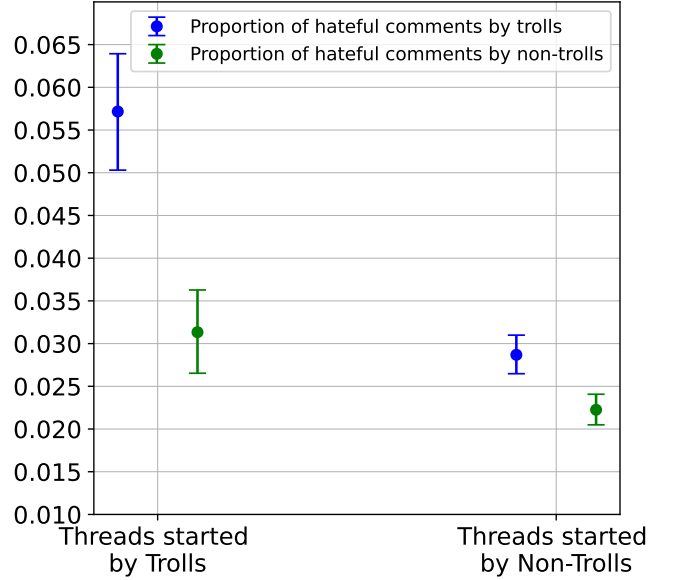 Proportion of hateful comments by trolls
Proportion of hateful comments by non-trolls
0.065
0.060
0.055
0.050
0.045
0.040
0.035
0.030
0.025
0.020
0.015
0.010
Threads started
by Trolls
Threads started
by Non-Trolls